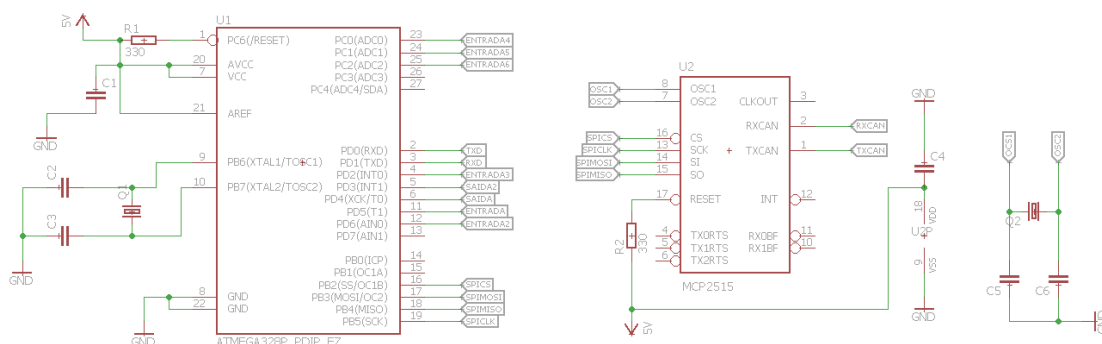 U1
5V
R1
330
1
PC6(/RESET)
PC0(ADC0)
23
ENTRADA4
PC1(ADC1)
24
ENTRADA5
20
AVCC
PC2(ADC2)
25
ENTRADA6
7
VCC
PC3(ADC3)
26
PC4(ADC4/SDA)
27
C1
21
AREF
GND
PD0(RXD)
2
TXD
9
PB6(XTAL1/TOSC1)
PD1(TXD)
3
RXD
PD2(INT0)
4
ENTRADA3
C2
Q1
10
PB7(XTAL2/TOSC2)
PD3(INT1)
5
SAIDA2
PD4(XCK/T0)
6
SAIDA
PD5(T1)
11
ENTRADA
C3
PD6(AIN0)
12
ENTRADA2
PD7(AIN1)
13
GND
PB0(ICP)
14
PB1(OC1A)
15
PB2(SS/OC1B)
16
SPICS
8
GND
PB3(MOSI/OC2)
17
SPIMOSI
22
GND
PB4(MISO)
18
SPIMISO
PB5(SCK)
19
SPICLK
GND
ATMEGA328P_PDIP_EZ
U2
OSC1
8
OSC1
OSC2
7
OSC2
CLKOUT
3
RXCAN
2
RXCAN
SPICS
16
CS
SPICLK
13
SCK
TXCAN
1
TXCAN
SPIMOSI
14
SI
SPIMISO
15
SO
17
RESET
INT
12
R2
330
4
TX0RTS
RX0BF
11
5
TX1RTS
RX1BF
10
6
TX2RTS
MCP2515
5V
GND
C4
18
VDD
U2P
9
VSS
GND
OCS1
OSC2
Q2
C5
C6
GND